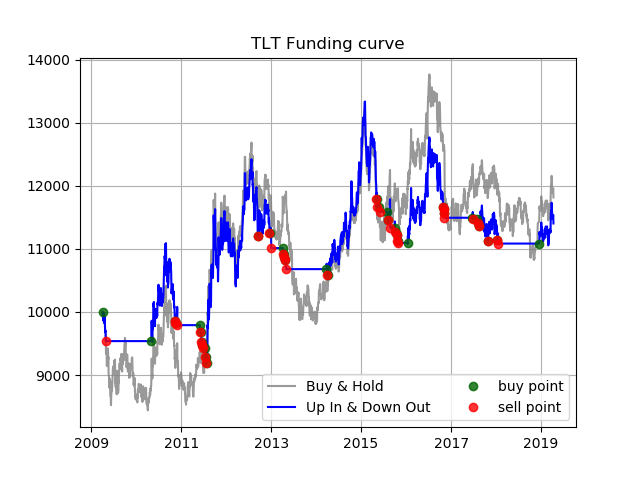 TLT Funding curve
14000
13000
12000
11000
10000
9000
Buy & Hold
Up In & Down Out
buy point
sell point
2009 2011 2013 2015 2017 2019